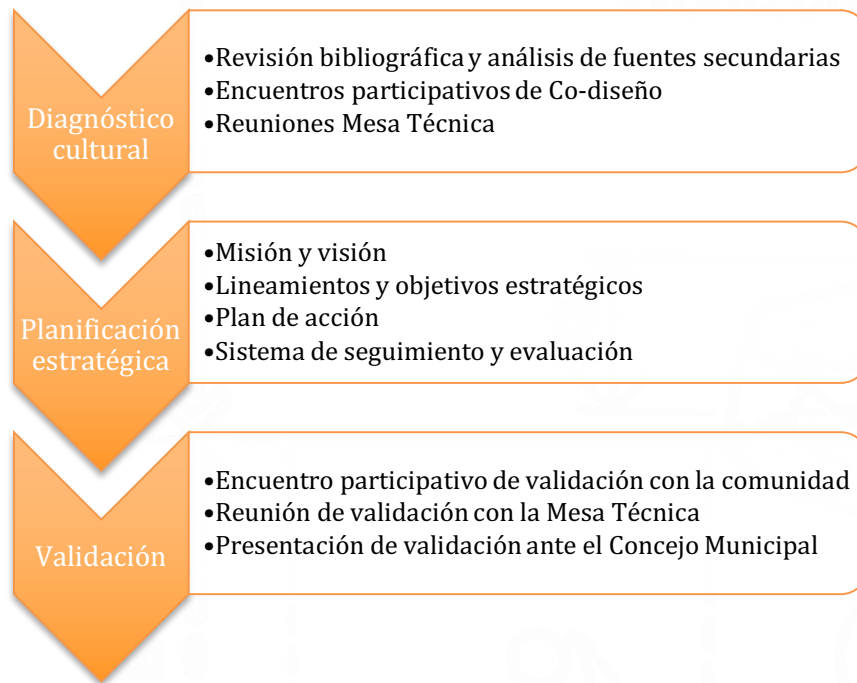 Diagnóstico
cultural
•Revisión bibliográfica y análisis de fuentes secundarias
•Encuentros participativos de Co-diseño
•Reuniones Mesa Técnica
Planificación
estratégica
•Misión y visión
•Lineamientos y objetivos estratégicos
•Plan de acción
•Sistema de seguimiento y evaluación
Validación
•Encuentro participativo de validación con la comunidad
•Reunión de validación con la Mesa Técnica
•Presentación de validación ante el Concejo Municipal